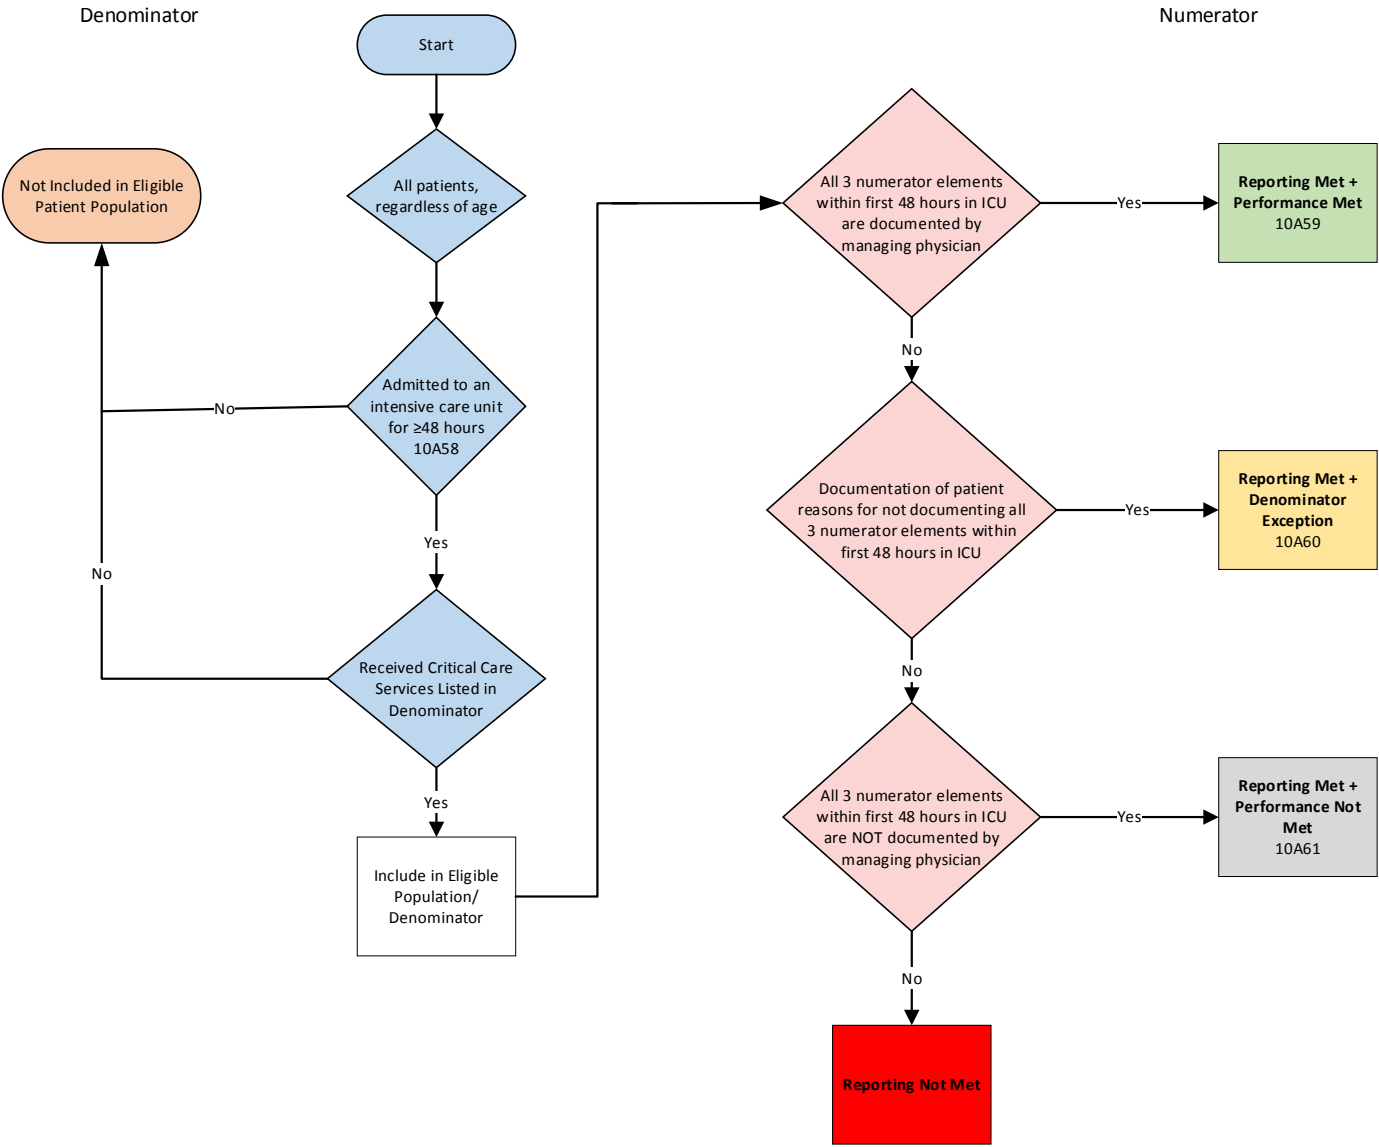 Denominator
Numerator
Start
All patients,
regardless of age
Not Included in Eligible
Patient Population
Admitted to an
intensive care unit
for ≥48 hours
10A58
No
Yes
No
Received Critical Care
Services Listed in
Denominator
Yes
Include in Eligible
Population/
Denominator
All 3 numerator elements
within first 48 hours in ICU
are documented by
managing physician
Yes
Reporting Met +
Performance Met
10A59
No
Documentation of patient
reasons for not documenting all
3 numerator elements within
first 48 hours in ICU
Yes
Reporting Met +
Denominator
Exception
10A60
No
All 3 numerator elements
within first 48 hours in ICU
are NOT documented by
managing physician
Yes
Reporting Met +
Performance Not
Met
10A61
No
Reporting Not Met